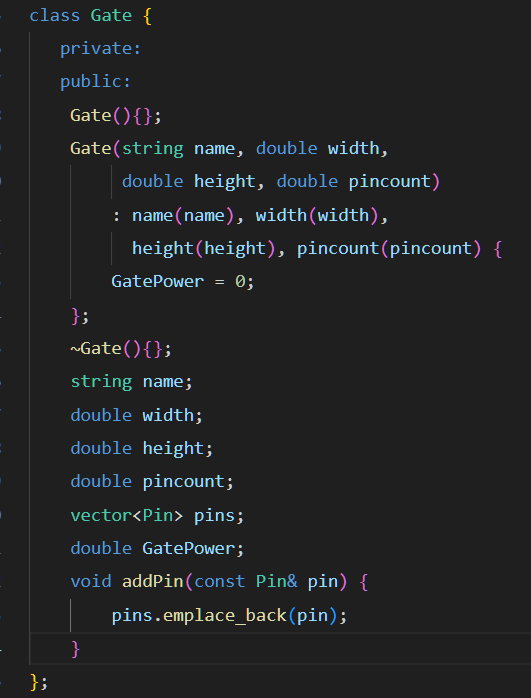 class Gate {
private:
public:
Gate(){};
Gate(string name, double width,
double height, double pincount)
: name(name), width(width),
height(height), pincount(pincount) {
GatePower = 0;
};
~Gate(){};
string name;
double width;
double height;
double pincount;
vector<Pin> pins;
double GatePower;
void addPin(const Pin& pin) {
pins.emplace_back(pin);
}
};